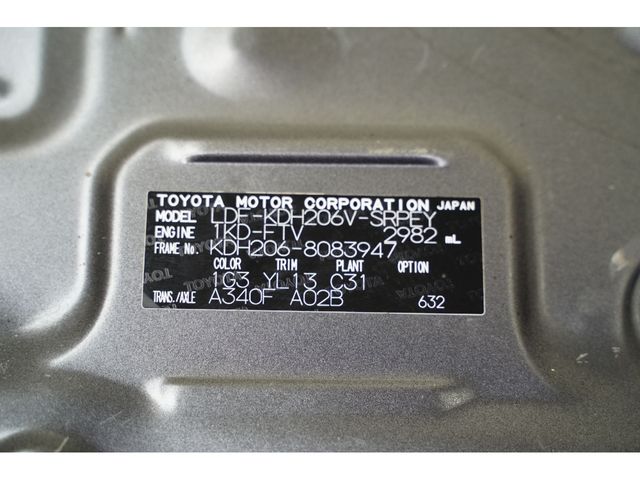 TOYOTA MOTOR CORPORATION JAPAN
MODEL LDF-KDH206V-SRPEY
ENGINE 1KD-FTV 2982 mL
FRAME No KDH206-8083947
COLOR TRIM PLANT OPTION
1G3 YL13 C31
TRANS./AXLE A340F A02B 632